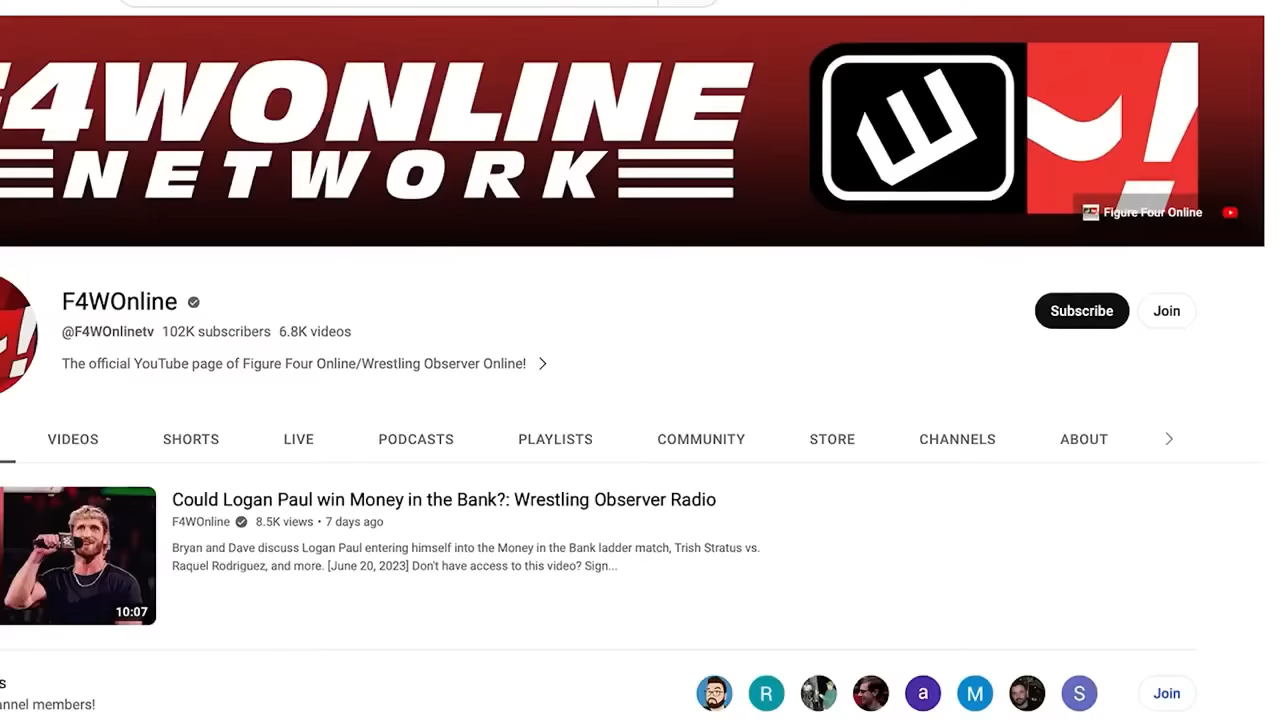 F4WONLINE
NETWORK
Figure Four Online
F4WOnline
@F4WOnlinetv 102K subscribers 6.8K videos
The official YouTube page of Figure Four Online/Wrestling Observer Online!
Subscribe
Join
VIDEOS SHORTS LIVE PODCASTS PLAYLISTS COMMUNITY STORE CHANNELS ABOUT
Could Logan Paul win Money in the Bank?: Wrestling Observer Radio
F4WOnline 8.5K views • 7 days ago
Bryan and Dave discuss Logan Paul entering himself into the Money in the Bank ladder match, Trish Stratus vs.
Raquel Rodriguez, and more. [June 20, 2023] Don't have access to this video? Sign...
10:07
R a M S
Join
nnel members!